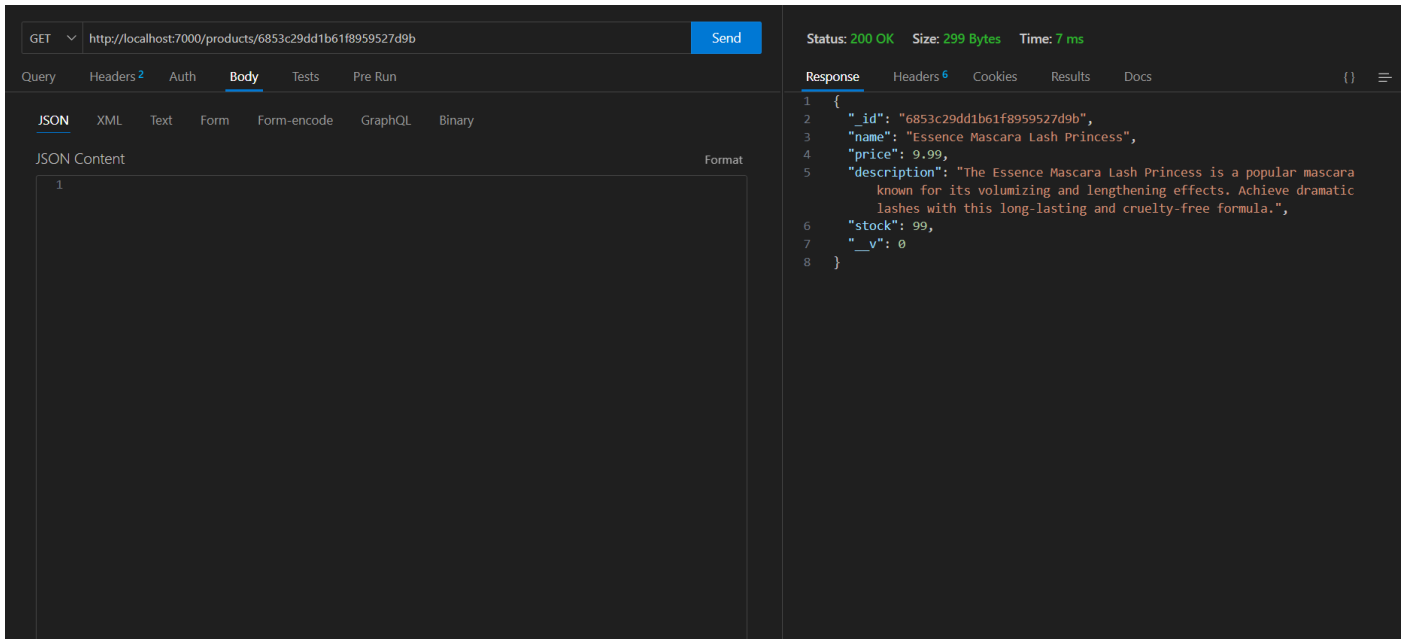 GET http://localhost:7000/products/6853c29dd1b61f8959527d9b Send
Query Headers 2 Auth Body Tests Pre Run
JSON XML Text Form Form-encode GraphQL Binary
JSON Content Format
1
Status: 200 OK Size: 299 Bytes Time: 7 ms
Response Headers 6 Cookies Results Docs {}
1 {
2 "_id": "6853c29dd1b61f8959527d9b",
3 "name": "Essence Mascara Lash Princess",
4 "price": 9.99,
5 "description": "The Essence Mascara Lash Princess is a popular mascara
known for its volumizing and lengthening effects. Achieve dramatic
lashes with this long-lasting and cruelty-free formula.",
6 "stock": 99,
7 "__v": 0
8 }